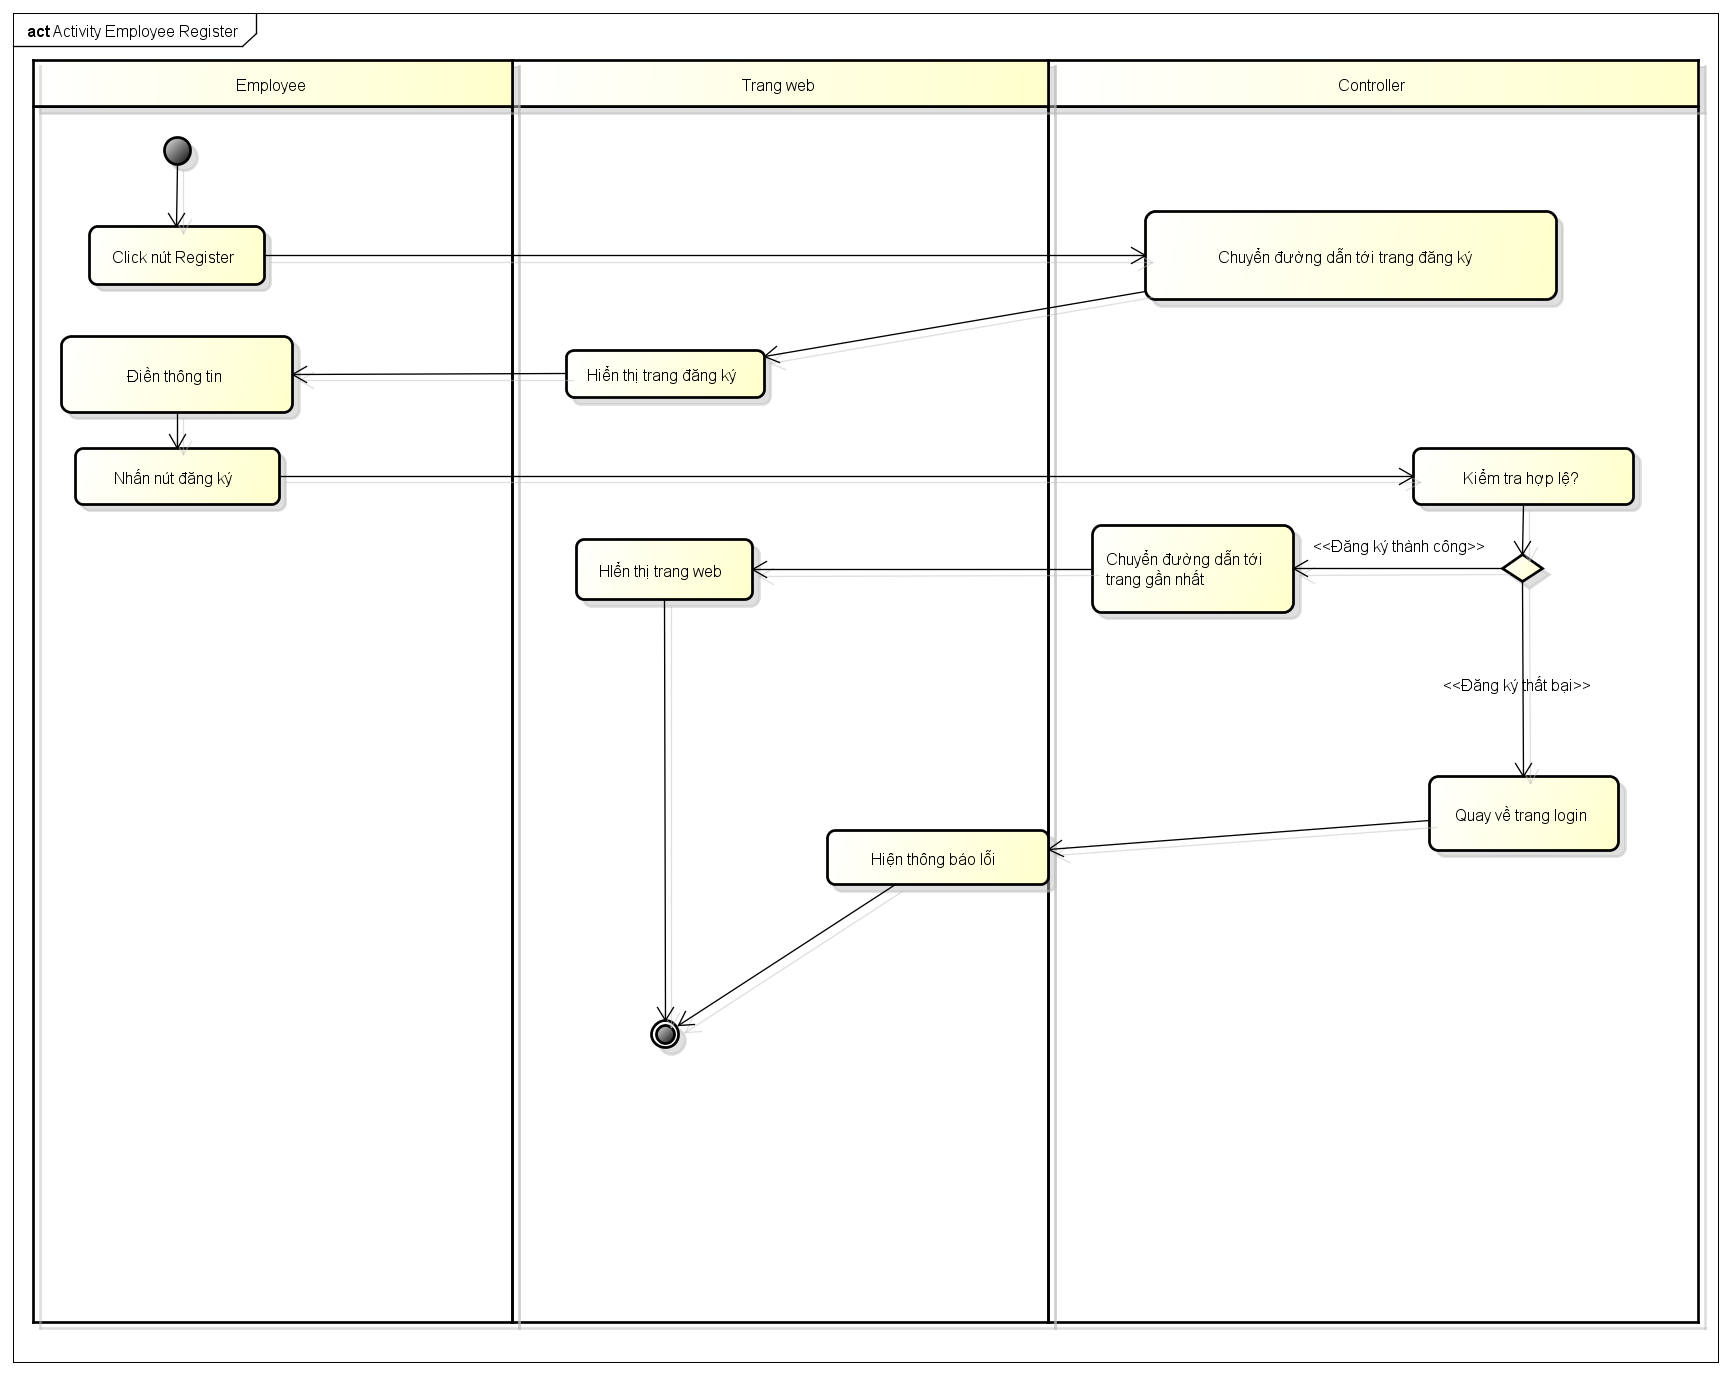 act Activity Employee Register
Employee
Trang web
Controller
Click nút Register
Chuyển đường dẫn tới trang đăng ký
Hiển thị trang đăng ký
Điền thông tin
Nhấn nút đăng ký
Kiểm tra hợp lệ?
<<Đăng ký thành công>>
Chuyển đường dẫn tới
trang gần nhất
HIển thị trang web
<<Đăng ký thất bại>>
Quay về trang login
Hiện thông báo lỗi